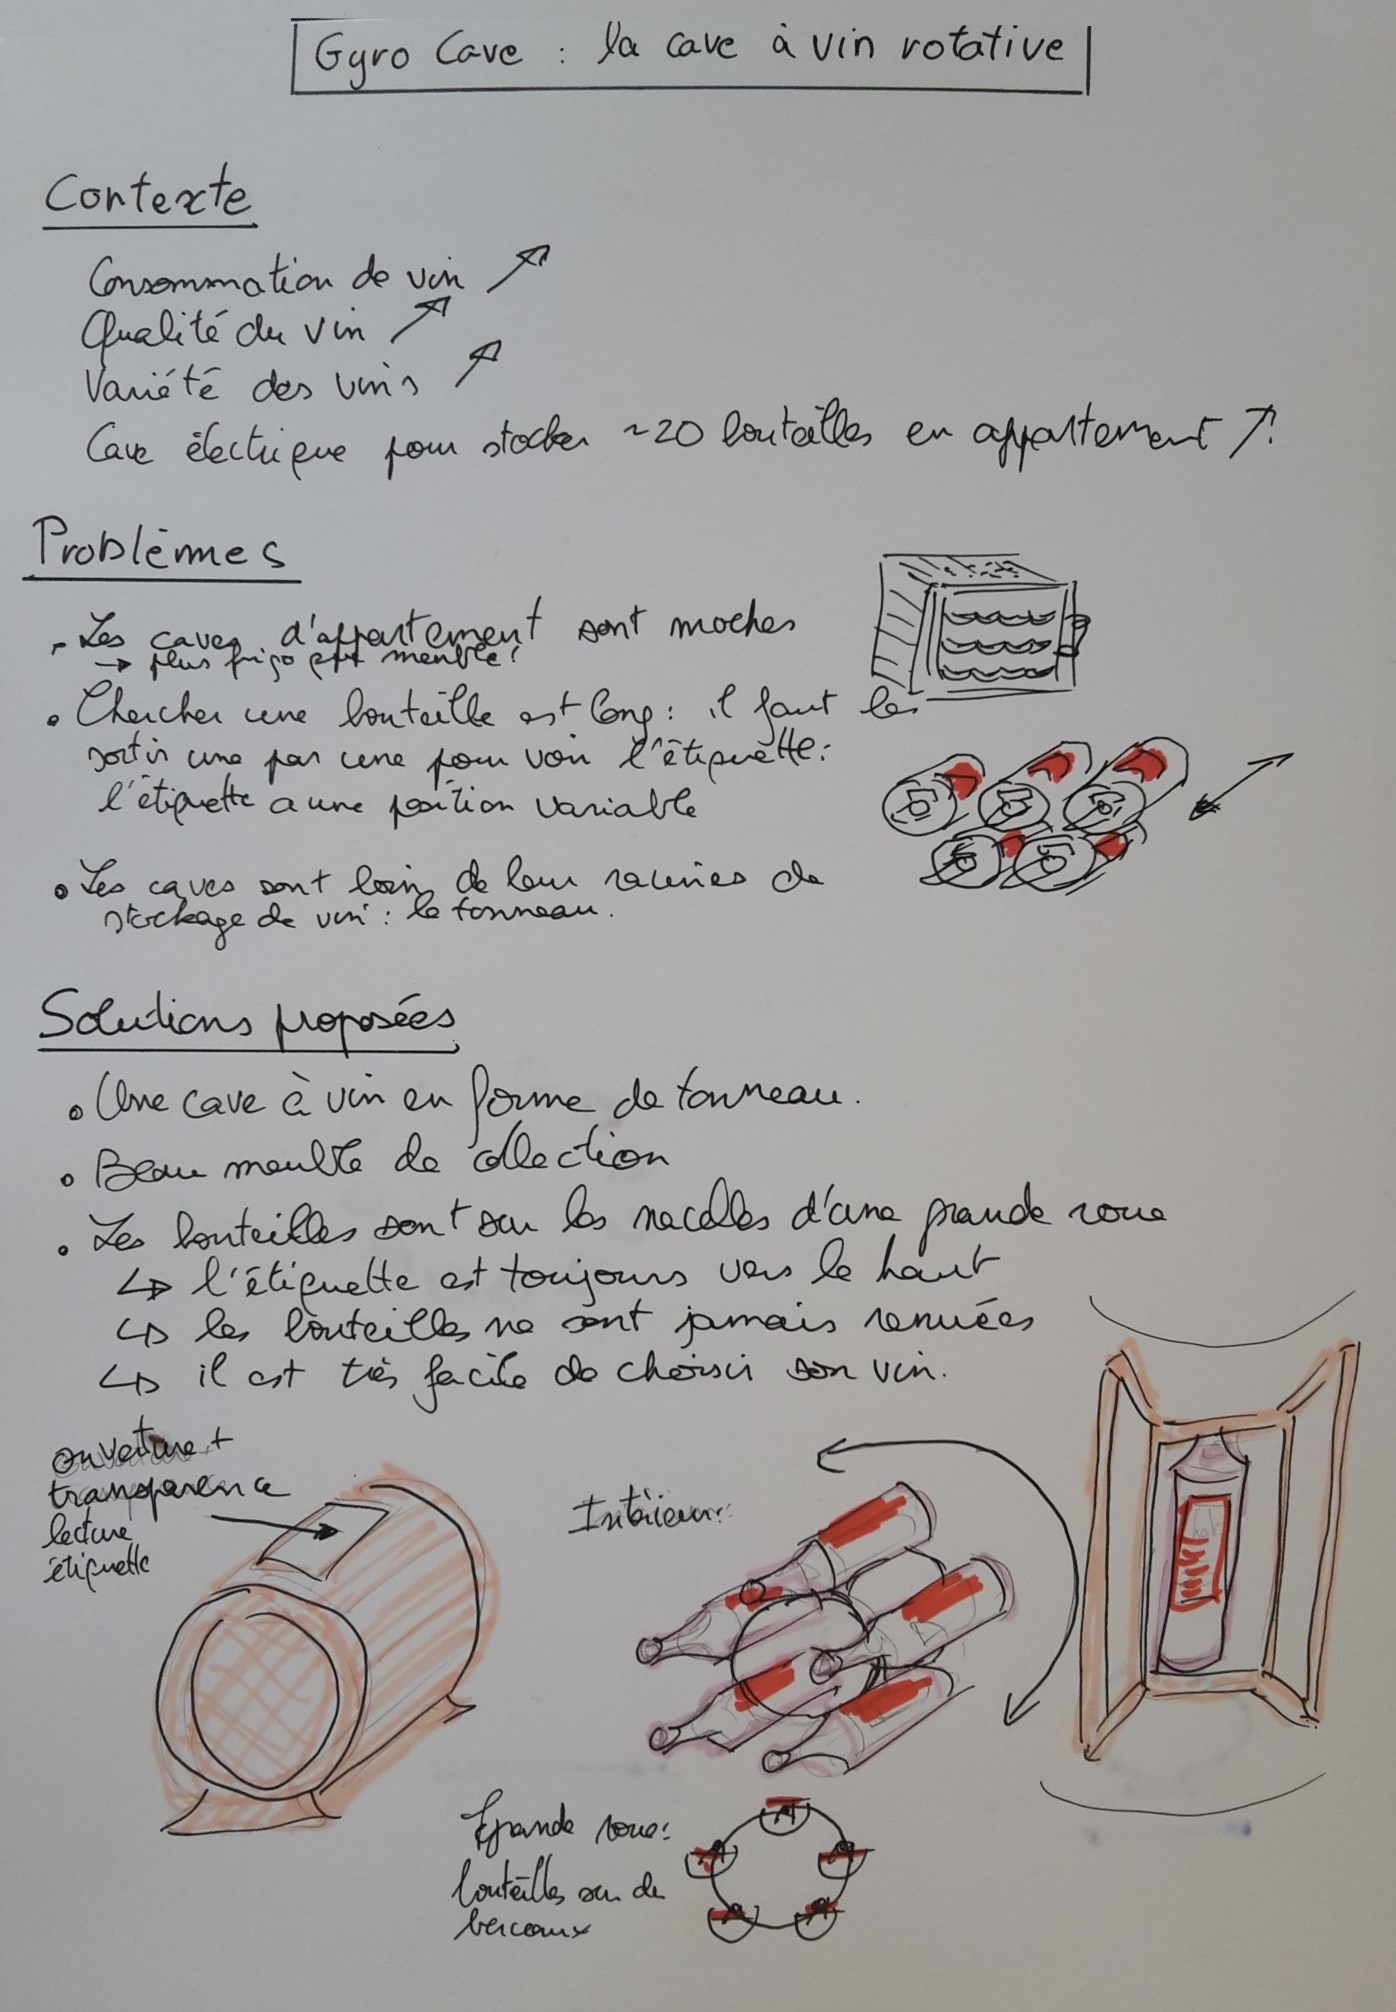 Gyro Cave : la cave à vin rotative
Contexte
Consommation de vin ↗
Qualité du vin ↗
Variété des vins ↗
Cave électrique pour stocker ~20 bouteilles en appartement ↗
Problèmes
- Les caves d'appartement sont moches
→ plus frigo que meuble!
• Chercher une bouteille est long : il faut les
sortir une par une pour voir l'étiquette :
l'étiquette a une position variable
• Les caves sont loin de leur racines de
stockage de vin : le tonneau.
Solutions proposées
• Une cave à vin en forme de tonneau.
• Beau meuble de collection
• Les bouteilles sont sur les nacelles d'une grande roue
↳ l'étiquette est toujours vers le haut
↳ les bouteilles ne sont jamais remuées
↳ il est très facile de choisir son vin.
ouverture +
transparence
lecture
étiquette
Intérieur:
grande roue:
bouteilles sur de
berceaux